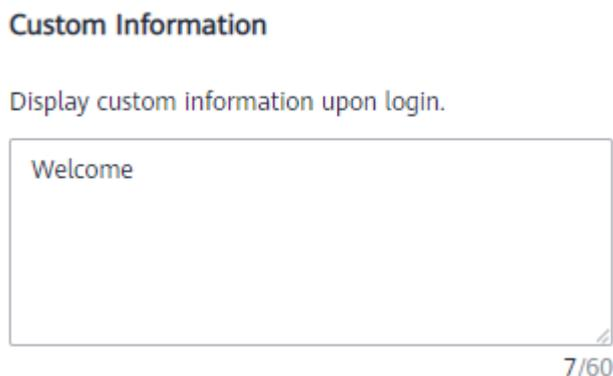 Custom Information
Display custom information upon login.
Welcome
7/60